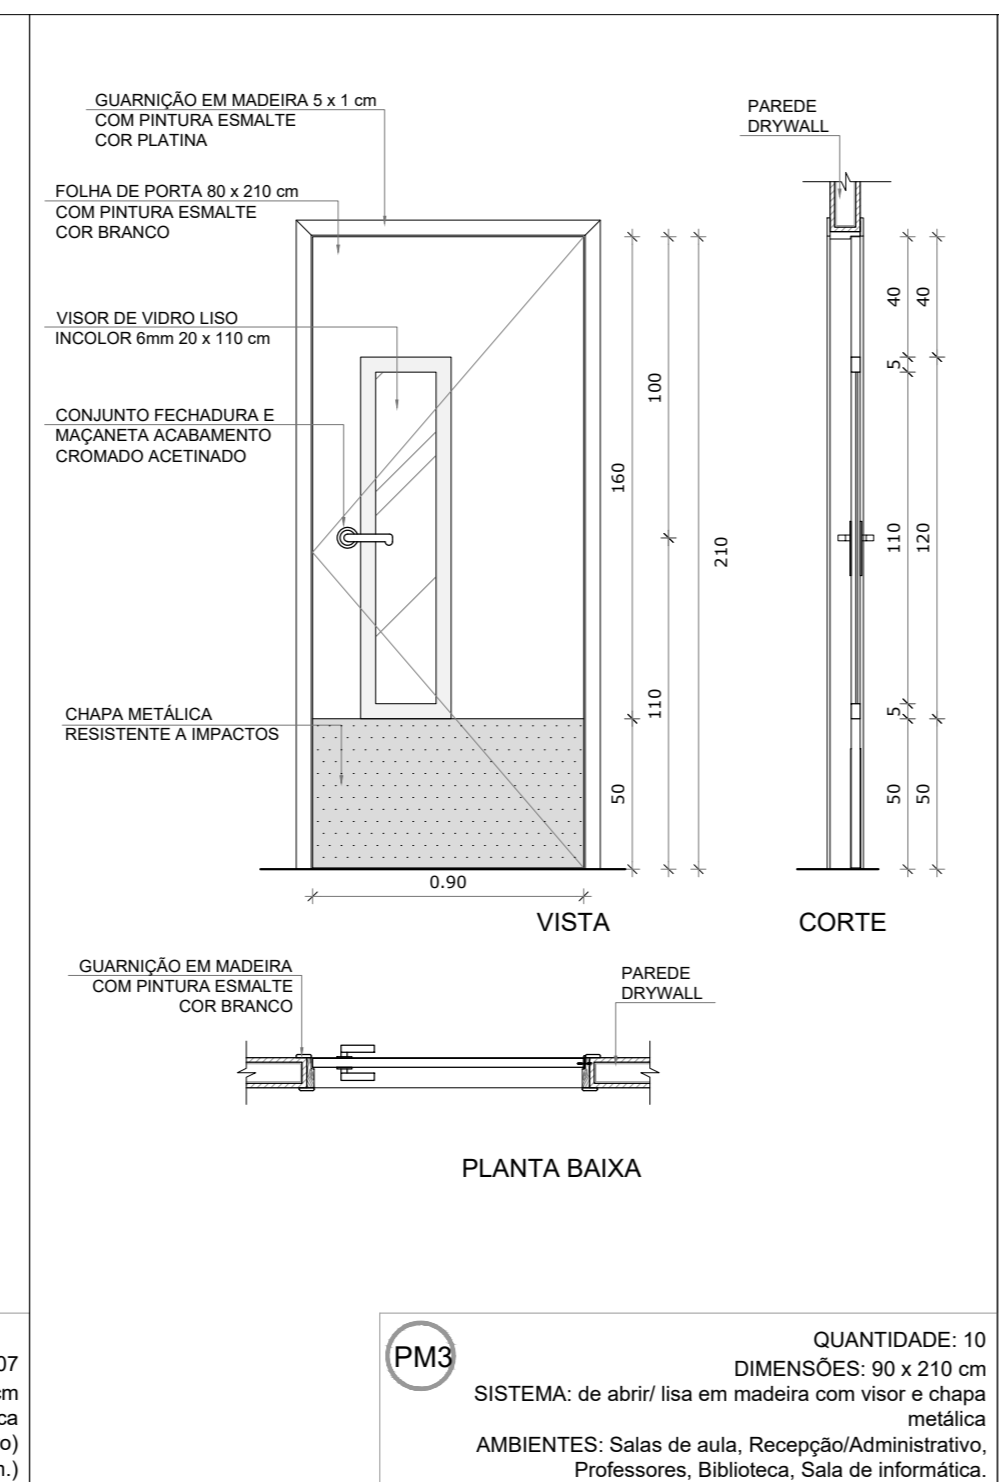 GUARNIÇÃO EM MADEIRA 5 x 1 cm
COM PINTURA ESMALTE
COR PLATINA
PAREDE
DRYWALL
FOLHA DE PORTA 80 x 210 cm
COM PINTURA ESMALTE
COR BRANCO
VISOR DE VIDRO LISO
INCOLOR 6mm 20 x 110 cm
CONJUNTO FECHADURA E
MAÇANETA ACABAMENTO
CROMADO ACETINADO
CHAPA METÁLICA
RESISTENTE A IMPACTOS
160
50
100
110
210
40
5
110
5
50
40
120
50
0.90
VISTA
CORTE
GUARNIÇÃO EM MADEIRA
COM PINTURA ESMALTE
COR BRANCO
PAREDE
DRYWALL
PLANTA BAIXA
07
cm
ca
o)
n.)
PM3
QUANTIDADE: 10
DIMENSÕES: 90 x 210 cm
SISTEMA: de abrir/ lisa em madeira com visor e chapa
metálica
AMBIENTES: Salas de aula, Recepção/Administrativo,
Professores, Biblioteca, Sala de informática.